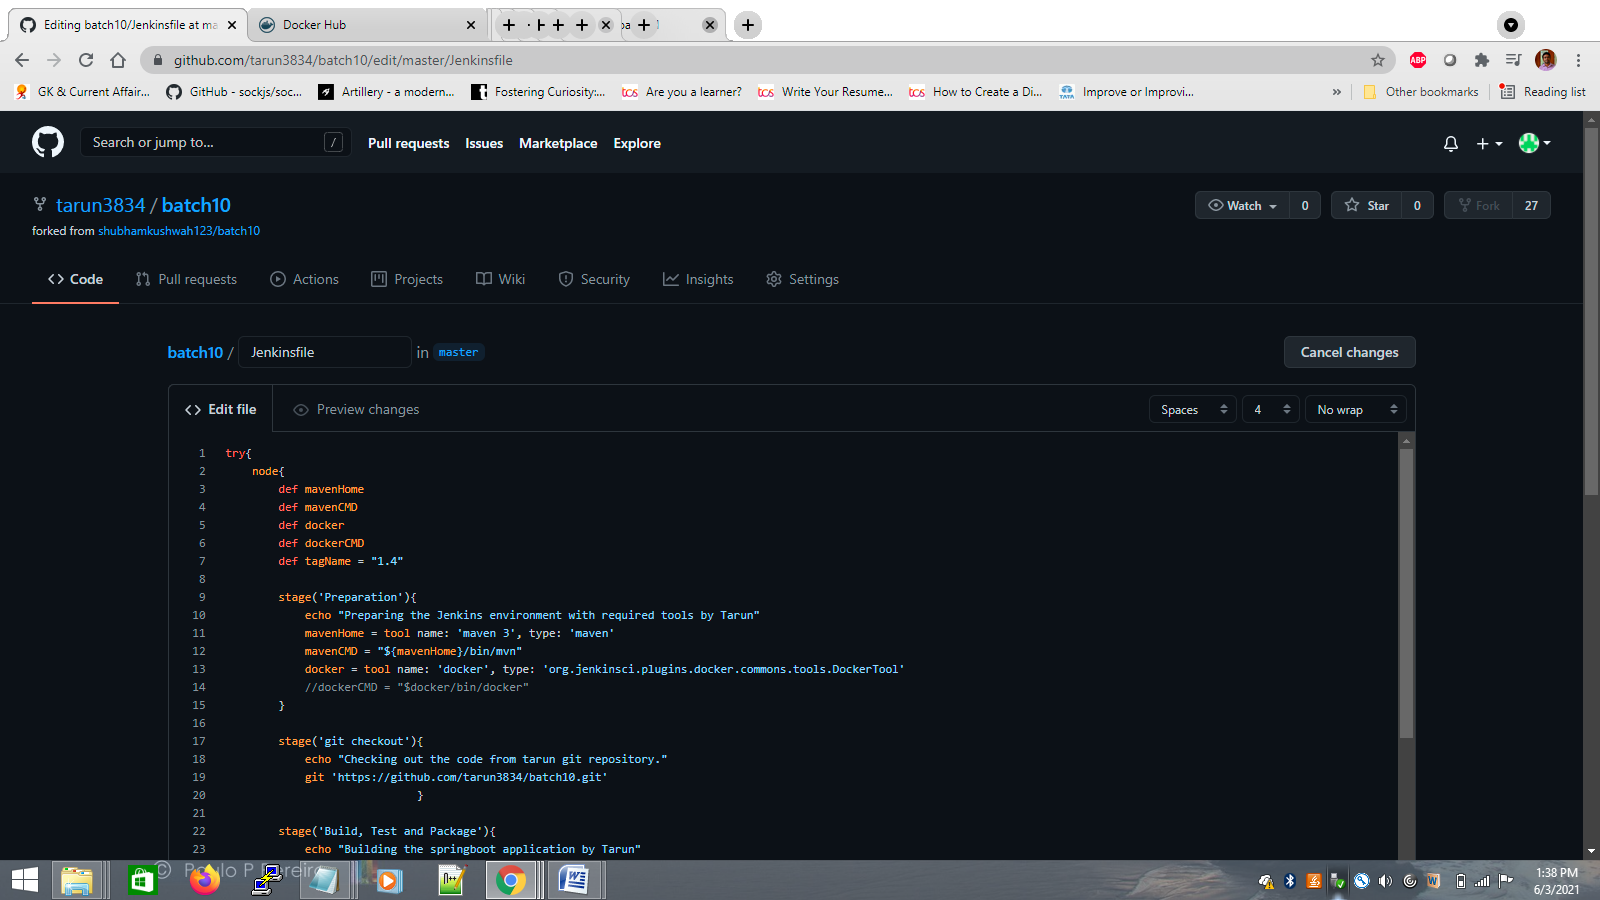 Editing batch10/Jenkinsfile at ma
Docker Hub
github.com/tarun3834/batch10/edit/master/Jenkinsfile
ABP
GK & Current Affair...
GitHub - sockjs/soc...
Artillery - a modern...
Fostering Curiosity:...
tcs Are you a learner?
tcs Write Your Resume...
tcs How to Create a Di...
TATA Improve or Improvi...
»
Other bookmarks
Reading list
Search or jump to... /
Pull requests Issues Marketplace Explore
tarun3834 / batch10
Watch 0
Star 0
Fork 27
forked from shubhamkushwah123/batch10
<> Code Pull requests Actions Projects Wiki Security Insights Settings
batch10 / Jenkinsfile in master
Cancel changes
<> Edit file Preview changes
Spaces 4 No wrap
1 try{
2 node{
3 def mavenHome
4 def mavenCMD
5 def docker
6 def dockerCMD
7 def tagName = "1.4"
8
9 stage('Preparation'){
10 echo "Preparing the Jenkins environment with required tools by Tarun"
11 mavenHome = tool name: 'maven 3', type: 'maven'
12 mavenCMD = "${mavenHome}/bin/mvn"
13 docker = tool name: 'docker', type: 'org.jenkinsci.plugins.docker.commons.tools.DockerTool'
14 //dockerCMD = "$docker/bin/docker"
15 }
16
17 stage('git checkout'){
18 echo "Checking out the code from tarun git repository."
19 git 'https://github.com/tarun3834/batch10.git'
20 }
21
22 stage('Build, Test and Package'){
23 echo "Building the springboot application by Tarun"
1:38 PM
6/3/2021